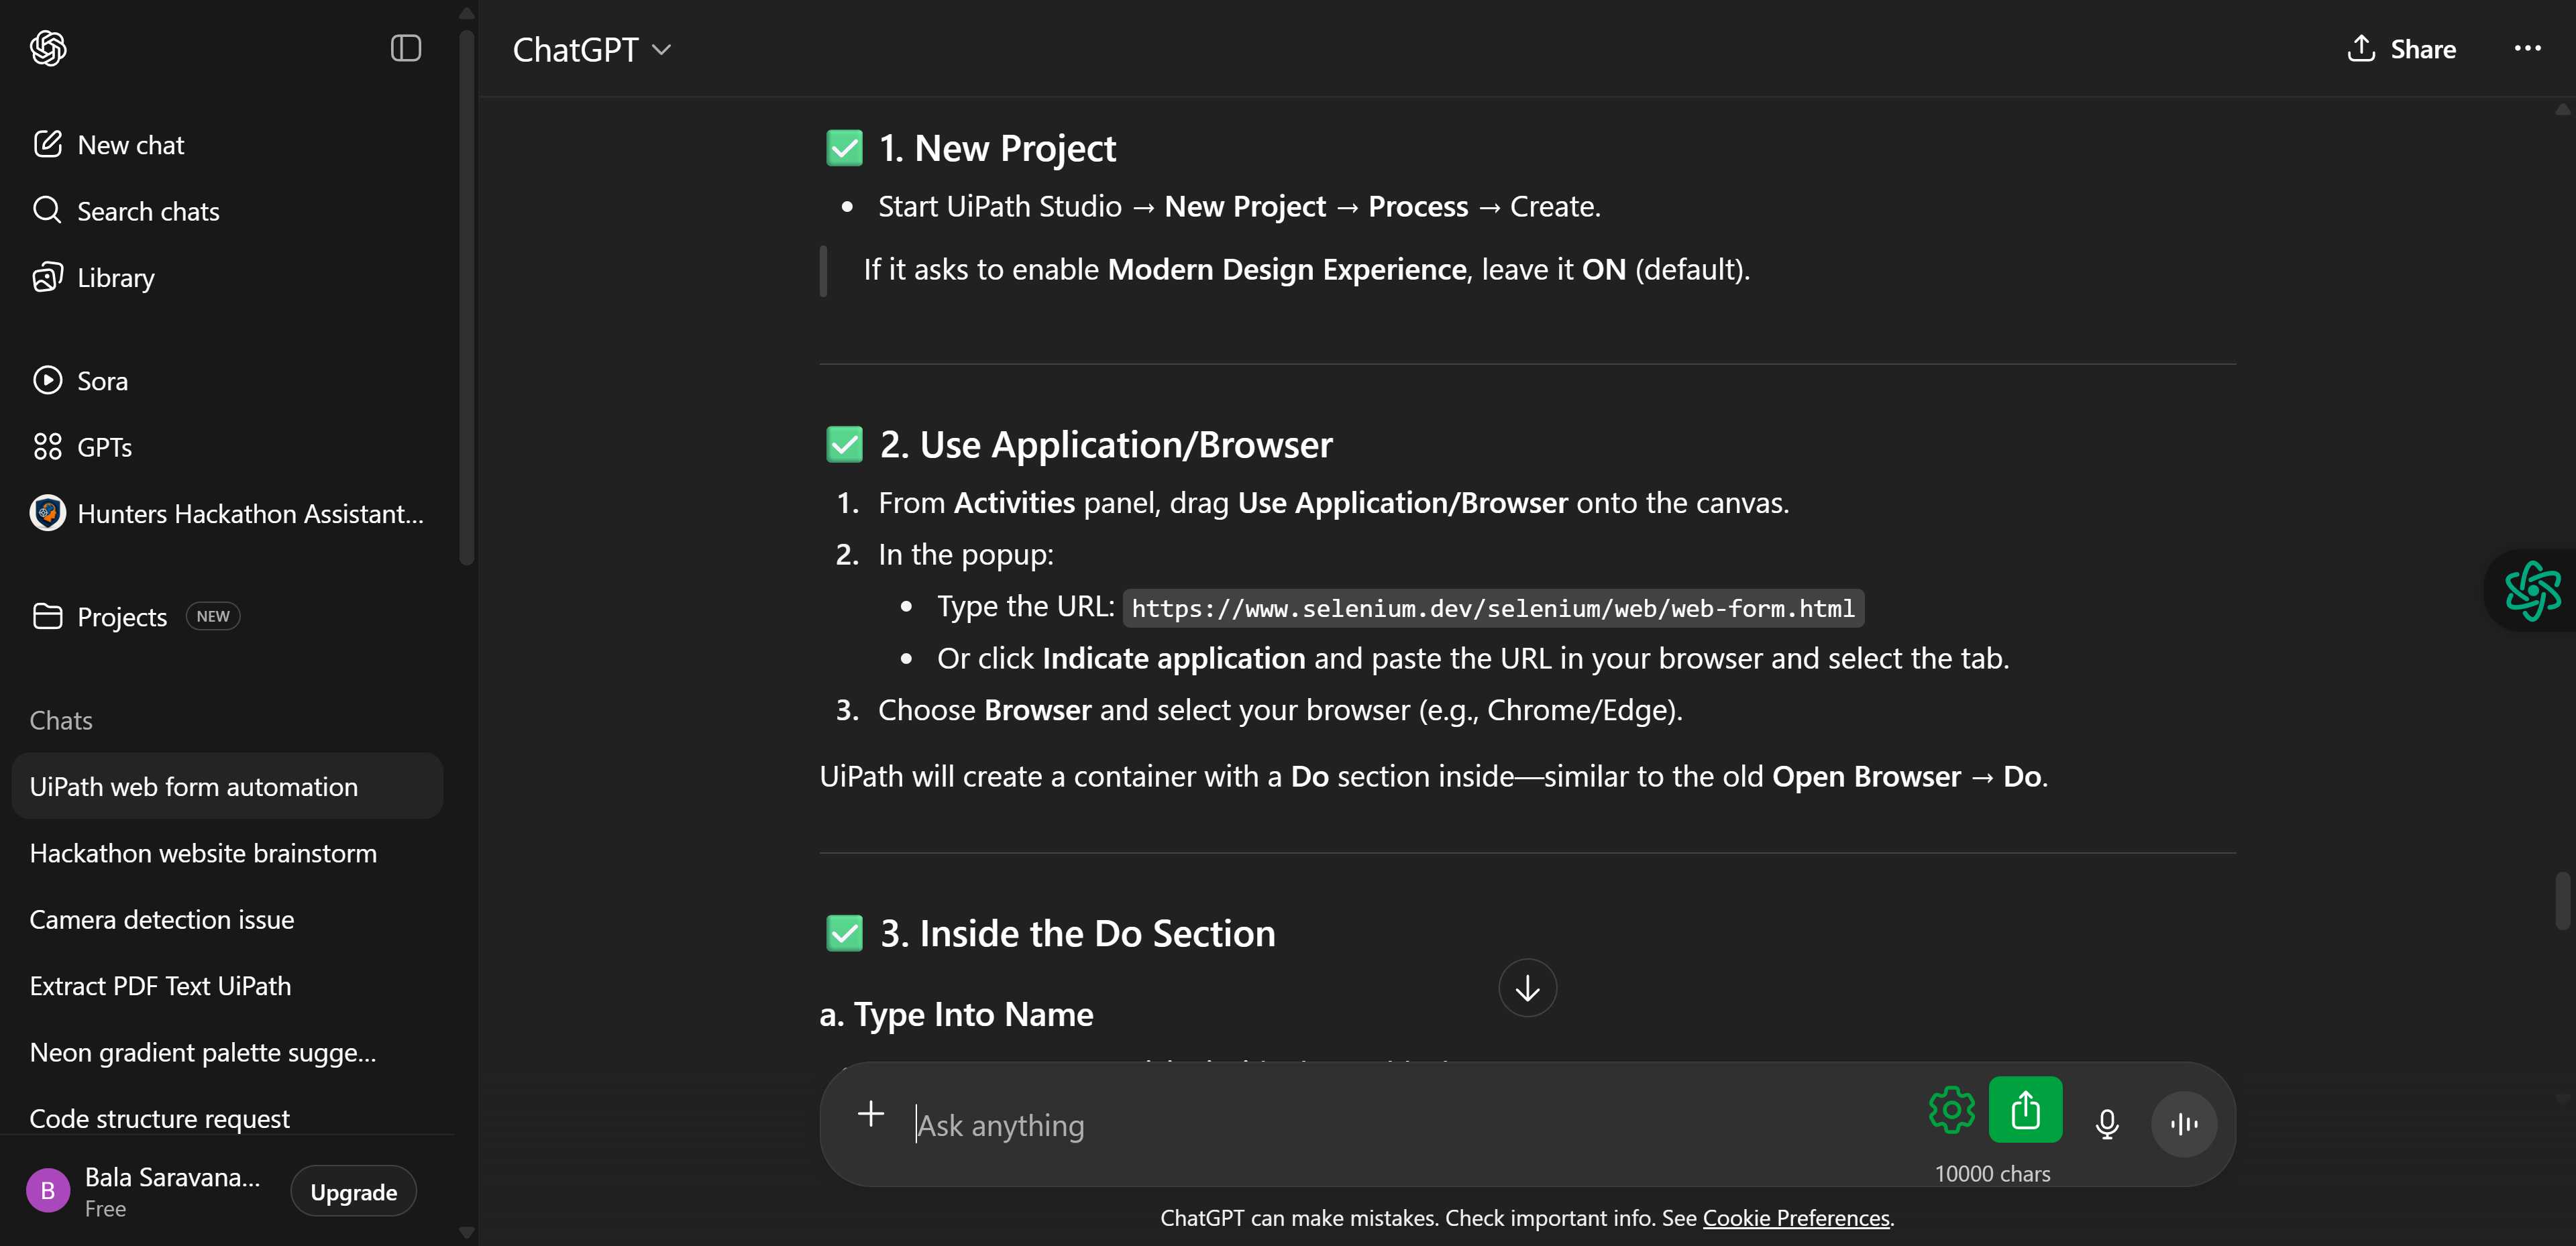 New chat
Search chats
Library
Sora
GPTs
Hunters Hackathon Assistant...
Projects NEW
Chats
UiPath web form automation
Hackathon website brainstorm
Camera detection issue
Extract PDF Text UiPath
Neon gradient palette sugge...
Code structure request
B
Bala Saravana...
Free
Upgrade
ChatGPT
Share
✅ 1. New Project
• Start UiPath Studio → New Project → Process → Create.
If it asks to enable Modern Design Experience, leave it ON (default).
✅ 2. Use Application/Browser
1. From Activities panel, drag Use Application/Browser onto the canvas.
2. In the popup:
• Type the URL: https://www.selenium.dev/selenium/web/web-form.html
• Or click Indicate application and paste the URL in your browser and select the tab.
3. Choose Browser and select your browser (e.g., Chrome/Edge).
UiPath will create a container with a Do section inside—similar to the old Open Browser → Do.
✅ 3. Inside the Do Section
a. Type Into Name
Ask anything
10000 chars
ChatGPT can make mistakes. Check important info. See Cookie Preferences.